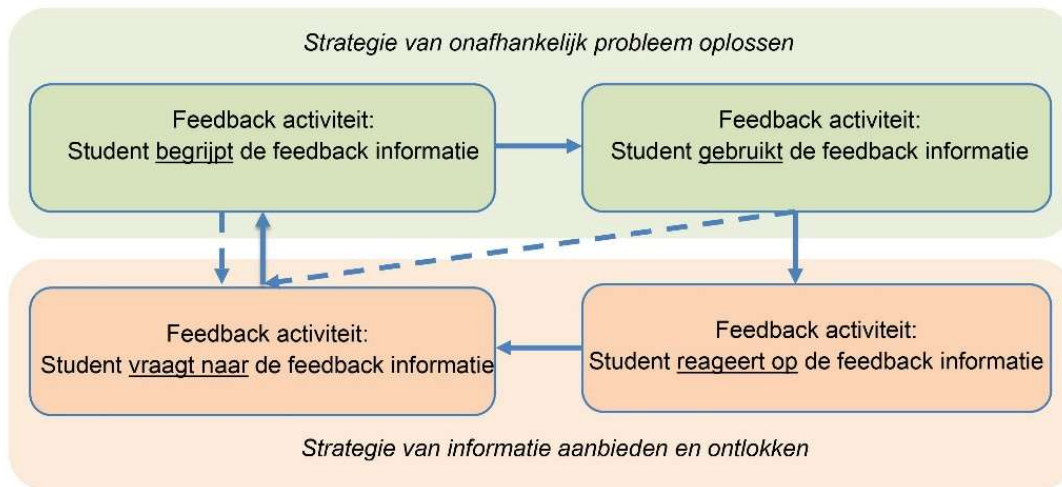 Strategie van onafhankelijk probleem oplossen
Feedback activiteit:
Student begrijpt de feedback informatie
Feedback activiteit:
Student gebruikt de feedback informatie
Feedback activiteit:
Student vraagt naar de feedback informatie
Feedback activiteit:
Student reageert op de feedback informatie
Strategie van informatie aanbieden en ontlokken